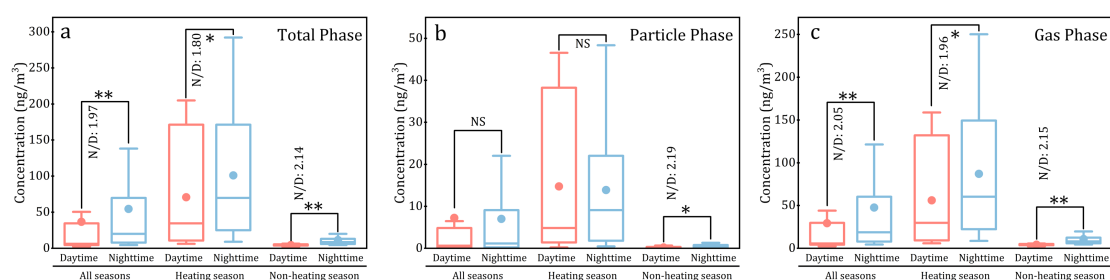 a
Total Phase
Concentration (ng/m³)
300
250
200
150
100
50
0
**
N/D: 1.97
*
N/D: 1.80
**
N/D: 2.14
Daytime Nighttime Daytime Nighttime Daytime Nighttime
All seasons Heating season Non-heating season
b
Particle Phase
Concentration (ng/m³)
50
40
30
20
10
0
NS
NS
*
N/D: 2.19
Daytime Nighttime Daytime Nighttime Daytime Nighttime
All seasons Heating season Non-heating season
c
Gas Phase
Concentration (ng/m³)
250
200
150
100
50
0
**
N/D: 2.05
*
N/D: 1.96
**
N/D: 2.15
Daytime Nighttime Daytime Nighttime Daytime Nighttime
All seasons Heating season Non-heating season